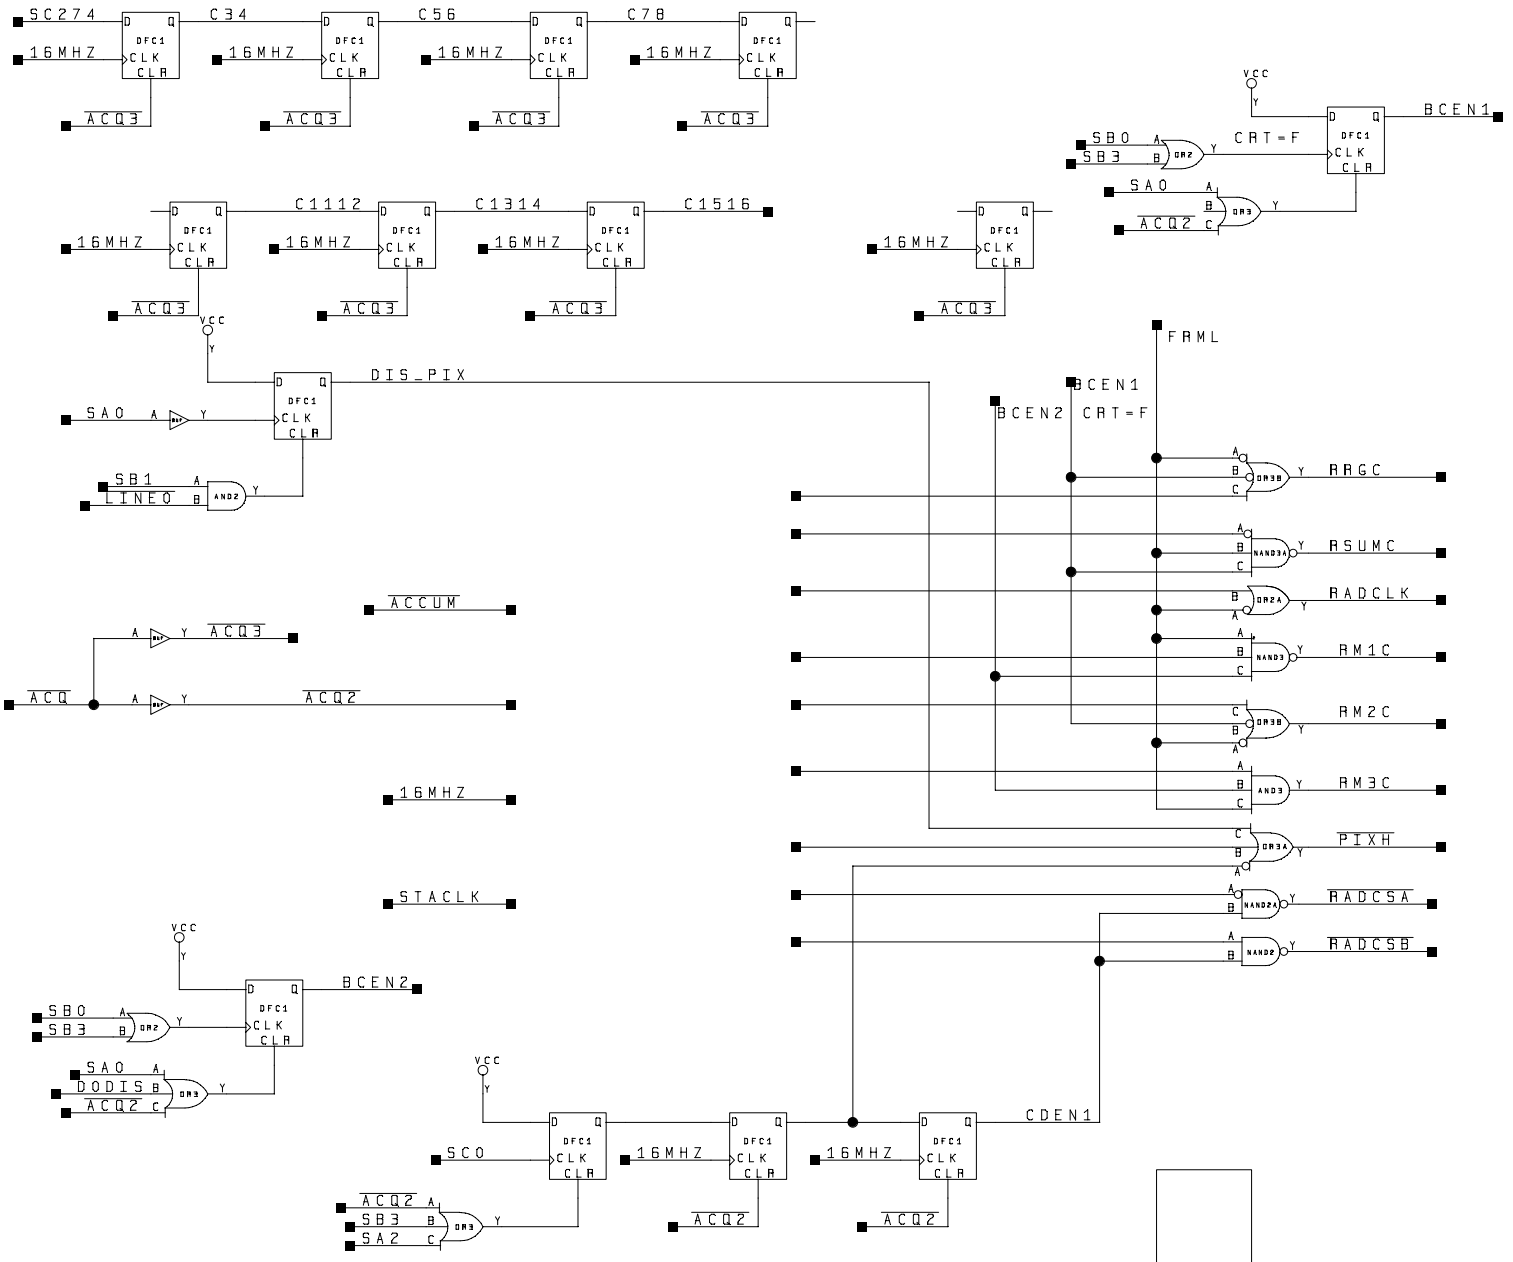 SC274 D Q C34 D Q C56 D Q C78 D Q
DFC1 DFC1 DFC1 DFC1
16MHZ CLK 16MHZ CLK 16MHZ CLK 16MHZ CLK
CLR CLR CLR CLR
ACQ3 ACQ3 ACQ3 ACQ3
VCC
Y
D Q BCEN1
DFC1
SB0 A Y CRT=F CLK
SB3 B OR2 CLR
SA0 A
B OR3 Y
ACQ2 C
D Q C1112 D Q C1314 D Q C1516 D Q
DFC1 DFC1 DFC1 DFC1
16MHZ CLK 16MHZ CLK 16MHZ CLK 16MHZ CLK
CLR CLR CLR CLR
ACQ3 ACQ3 ACQ3 ACQ3
VCC
Y
D Q DIS_PIX
DFC1
SA0 A BUF Y CLK
CLR
SB1 A
AND2 Y
LINE0 B
FRML
BCEN1
BCEN2 CRT=F
A
B OR3B Y RRGC
C
A
B NAND3A Y RSUMC
C
B OR2A Y RADCLK
A
A
B NAND3 Y RM1C
C
C
B OR3B Y RM2C
A
A
B AND3 Y RM3C
C
C
B OR3A Y PIXH
A
A
NAND2A Y RADCSA
B
A
NAND2 Y RADCSB
B
ACCUM
A BUF Y ACQ3
ACQ A BUF Y ACQ2
16MHZ
STACLK
VCC
Y
D Q BCEN2
DFC1
SB0 A Y CLK
SB3 B OR2 CLR
SA0 A
DODIS B OR3 Y
ACQ2 C
VCC
Y
D Q D Q D Q CDEN1
DFC1 DFC1 DFC1
SC0 CLK 16MHZ CLK 16MHZ CLK
CLR CLR CLR
ACQ2 A
SB3 B OR3 Y ACQ2 ACQ2
SA2 C